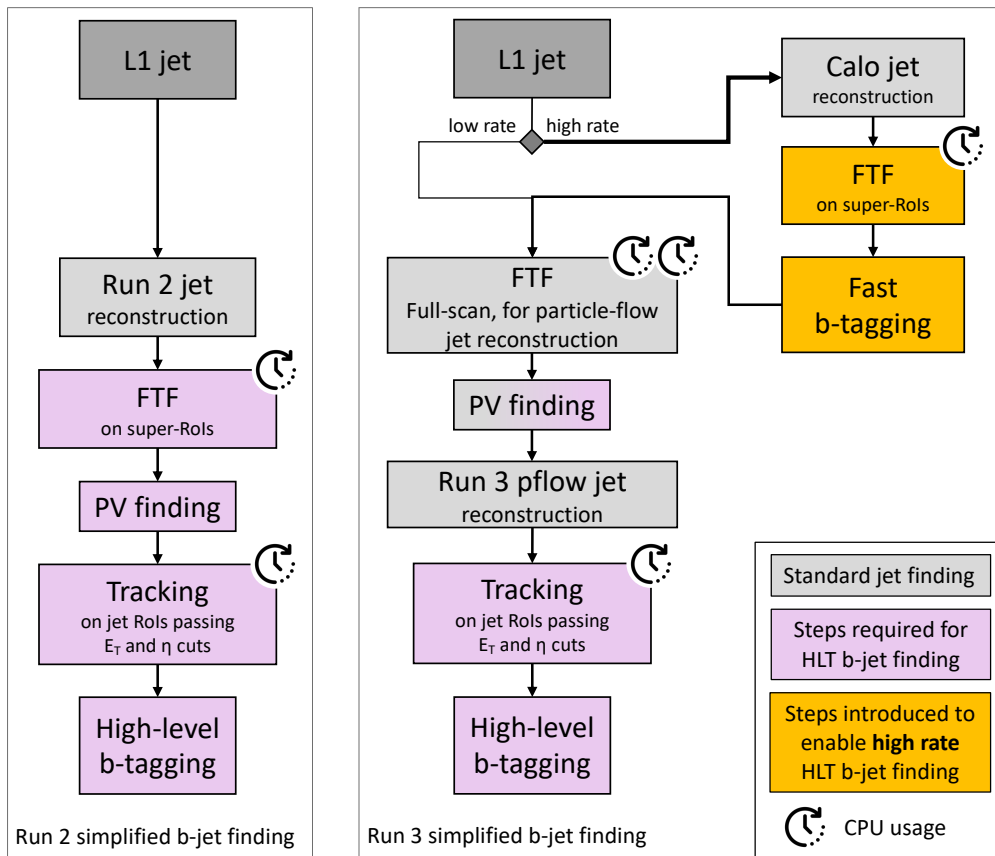 L1 jet
Run 2 jet
reconstruction
FTF
on super-RoIs
PV finding
Tracking
on jet RoIs passing
E_T and η cuts
High-level
b-tagging
Run 2 simplified b-jet finding
L1 jet
low rate
high rate
Calo jet
reconstruction
FTF
on super-RoIs
Fast
b-tagging
FTF
Full-scan, for particle-flow
jet reconstruction
PV finding
Run 3 pflow jet
reconstruction
Tracking
on jet RoIs passing
E_T and η cuts
High-level
b-tagging
Run 3 simplified b-jet finding
Standard jet finding
Steps required for
HLT b-jet finding
Steps introduced to
enable high rate
HLT b-jet finding
CPU usage